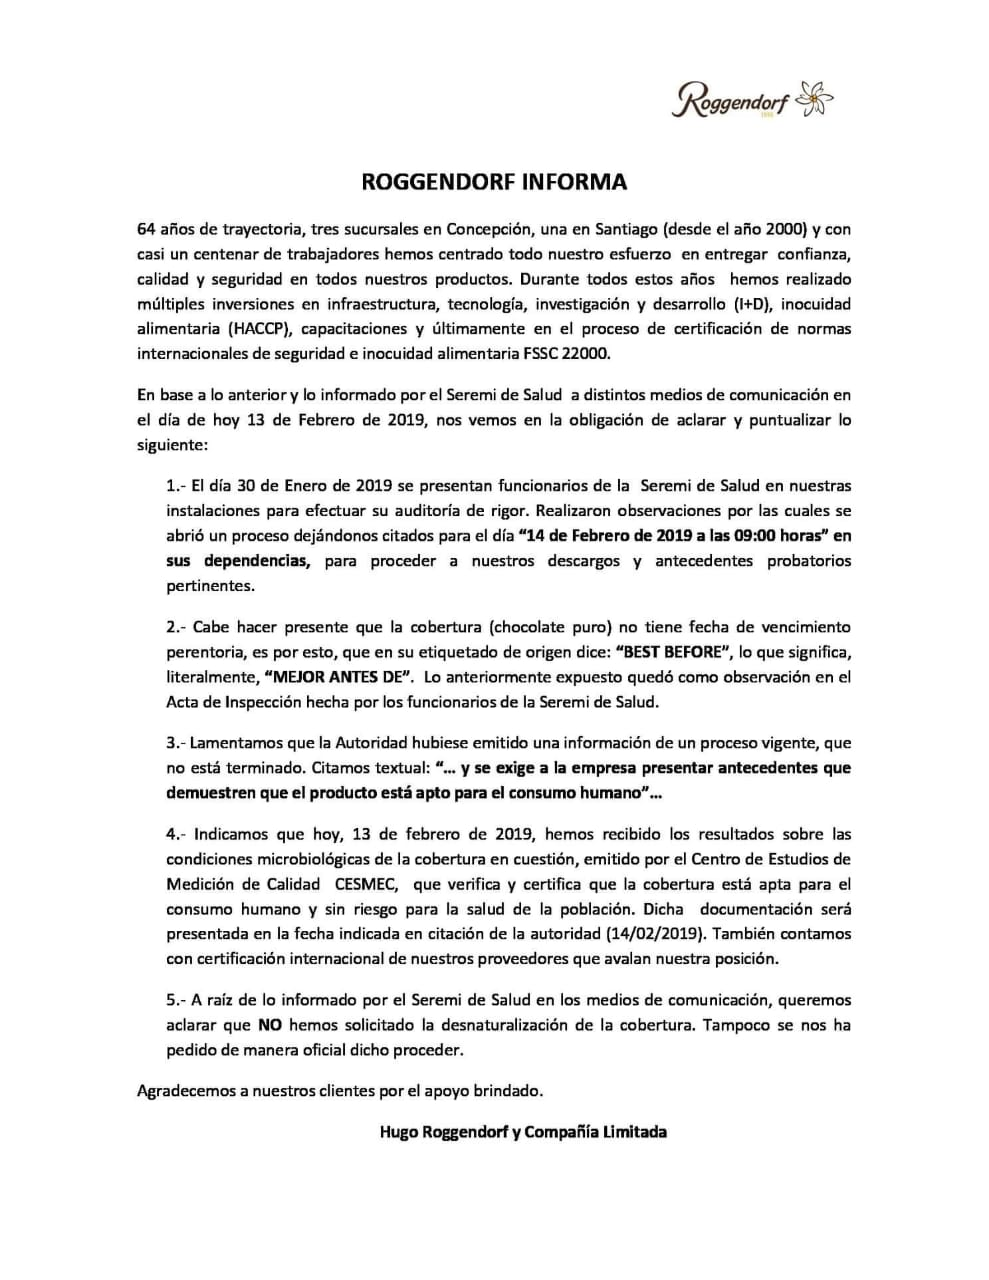 Roggendorf
ROGGENDORF INFORMA
64 años de trayectoria, tres sucursales en Concepción, una en Santiago (desde el año 2000) y con
casi un centenar de trabajadores hemos centrado todo nuestro esfuerzo en entregar confianza,
calidad y seguridad en todos nuestros productos. Durante todos estos años hemos realizado
múltiples inversiones en infraestructura, tecnología, investigación y desarrollo (I+D), inocuidad
alimentaria (HACCP), capacitaciones y últimamente en el proceso de certificación de normas
internacionales de seguridad e inocuidad alimentaria FSSC 22000.
En base a lo anterior y lo informado por el Seremi de Salud a distintos medios de comunicación en
el día de hoy 13 de Febrero de 2019, nos vemos en la obligación de aclarar y puntualizar lo
siguiente:
1.- El día 30 de Enero de 2019 se presentan funcionarios de la Seremi de Salud en nuestras
instalaciones para efectuar su auditoría de rigor. Realizaron observaciones por las cuales se
abrió un proceso dejándonos citados para el día “14 de Febrero de 2019 a las 09:00 horas” en
sus dependencias, para proceder a nuestros descargos y antecedentes probatorios
pertinentes.
2.- Cabe hacer presente que la cobertura (chocolate puro) no tiene fecha de vencimiento
perentoria, es por esto, que en su etiquetado de origen dice: “BEST BEFORE”, lo que significa,
literalmente, “MEJOR ANTES DE”. Lo anteriormente expuesto quedó como observación en el
Acta de Inspección hecha por los funcionarios de la Seremi de Salud.
3.- Lamentamos que la Autoridad hubiese emitido una información de un proceso vigente, que
no está terminado. Citamos textual: “... y se exige a la empresa presentar antecedentes que
demuestren que el producto está apto para el consumo humano”...
4.- Indicamos que hoy, 13 de febrero de 2019, hemos recibido los resultados sobre las
condiciones microbiológicas de la cobertura en cuestión, emitido por el Centro de Estudios de
Medición de Calidad CESMEC, que verifica y certifica que la cobertura está apta para el
consumo humano y sin riesgo para la salud de la población. Dicha documentación será
presentada en la fecha indicada en citación de la autoridad (14/02/2019). También contamos
con certificación internacional de nuestros proveedores que avalan nuestra posición.
5.- A raíz de lo informado por el Seremi de Salud en los medios de comunicación, queremos
aclarar que NO hemos solicitado la desnaturalización de la cobertura. Tampoco se nos ha
pedido de manera oficial dicho proceder.
Agradecemos a nuestros clientes por el apoyo brindado.
Hugo Roggendorf y Compañía Limitada